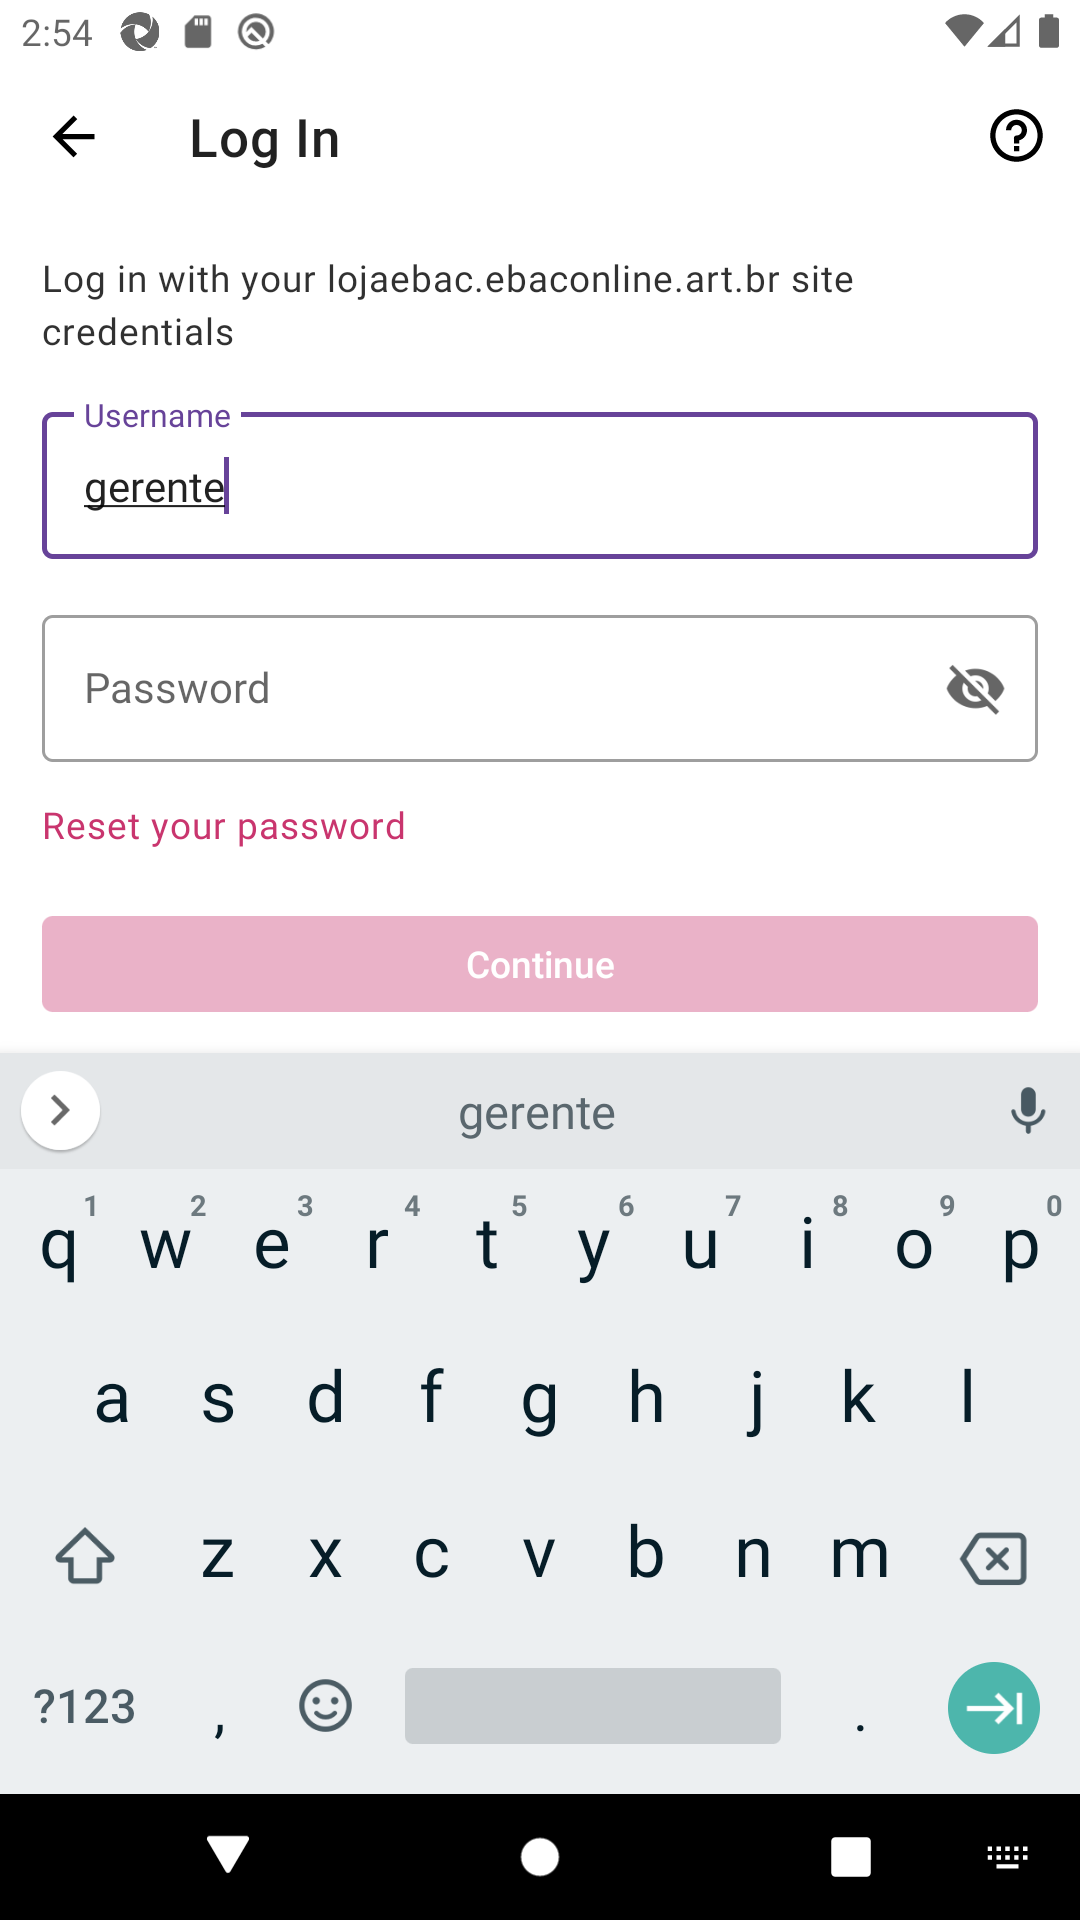 2:54
Log In
Log in with your lojaebac.ebaconline.art.br site
credentials
Username
gerente
Password
Reset your password
Continue
gerente
1 2 3 4 5 6 7 8 9 0
q w e r t y u i o p
a s d f g h j k l
z x c v b n m
?123 , .